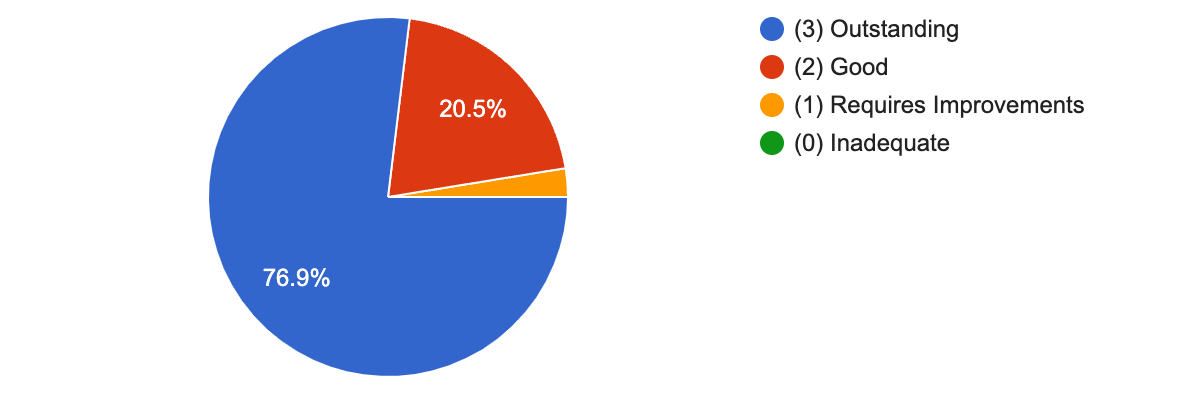 (3) Outstanding
(2) Good
(1) Requires Improvements
(0) Inadequate
20.5%
76.9%